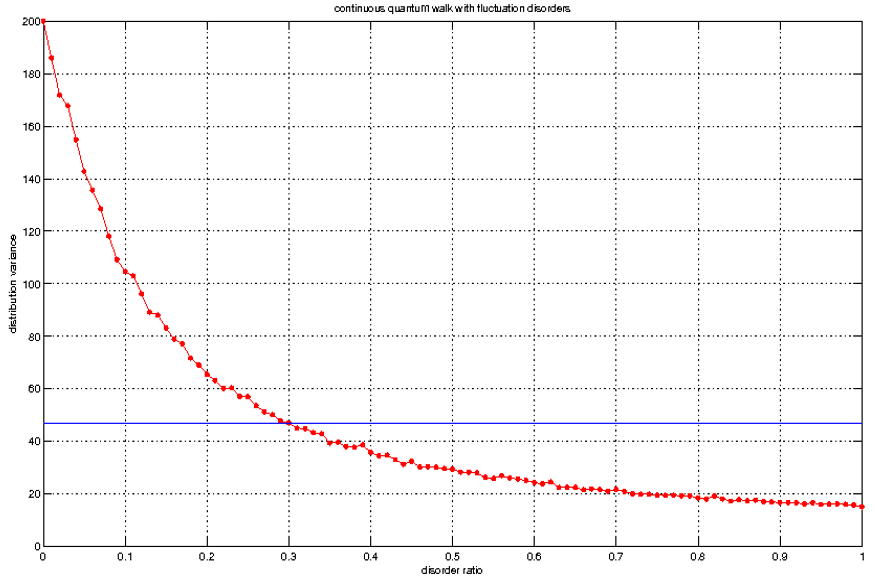 continuous quantum walk with fluctuation disorders
200
180
160
140
120
100
80
60
40
20
0
distribution variance
0 0.1 0.2 0.3 0.4 0.5 0.6 0.7 0.8 0.9 1
disorder ratio